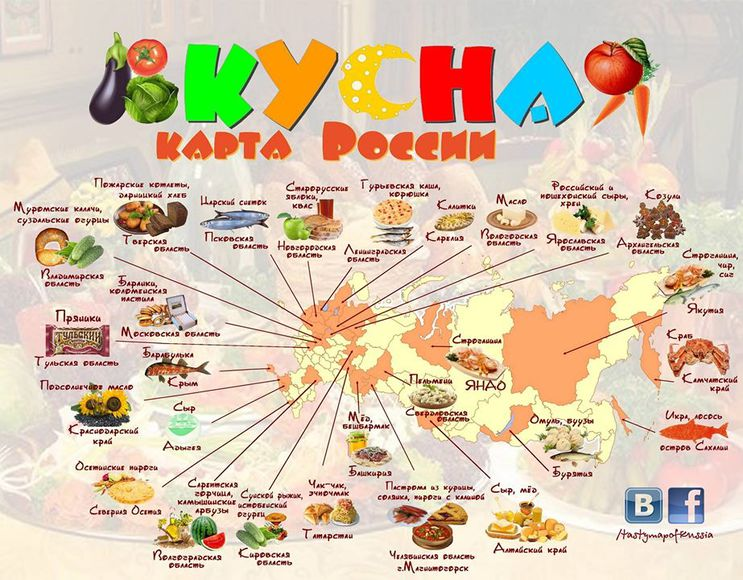 ВКУСНАЯ
карта России
Пожарские котлеты,
дарницкий хлеб
Тверская
область
Царский снеток
Псковская
область
Старорусские
яблоки,
квас
Новгородская
область
Гурьевская каша,
корюшка
Ленинградская
область
Калитки
Карелия
Масло
Вологодская
область
Российский и
пошехонский сыры,
хрен
Ярославская
область
Козули
Архангельская
область
Муромские калачи,
суздальские огурцы
Владимирская
область
Строганина,
чир,
сиг
Якутия
Баранки,
коломенская
пастила
Московская область
Пряники
ТУЛЬСКИЙ
Тульская область
Барабулька
Крым
Строганина
ЯНАО
Краб
Камчатский
край
Подсолнечное масло
Краснодарский
край
Сыр
Адыгея
Пельмени
Свердловская
область
Мёд,
бешбармак
Башкирия
Омуль, буузы
Бурятия
Икра, лосось
остров Сахалин
Осетинские пироги
Северная Осетия
Сарептская
горчица,
камышинские
арбузы
Волгоградская
область
Сунской рыжик,
истобенский
огурец
Кировская
область
Чак-чак,
эчпочмак
Татарстан
Пастрома из курицы,
солянка, пироги с калиной
Челябинская область
г.Магнитогорск
Сыр, мёд
Алтайский край
B f
/tastymapofrussia